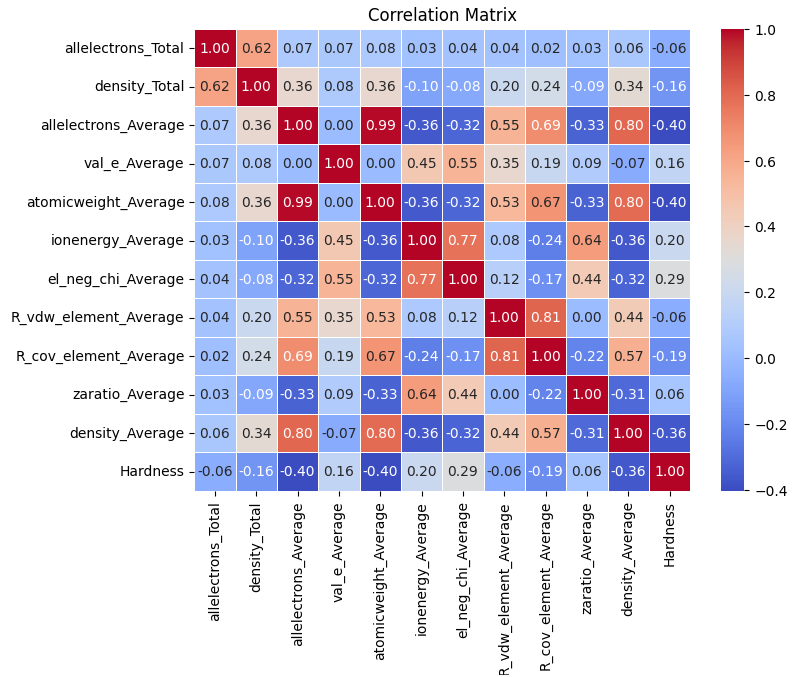 Correlation Matrix
allelectrons_Total 1.00 0.62 0.07 0.07 0.08 0.03 0.04 0.04 0.02 0.03 0.06 -0.06
density_Total 0.62 1.00 0.36 0.08 0.36 -0.10 -0.08 0.20 0.24 -0.09 0.34 -0.16
allelectrons_Average 0.07 0.36 1.00 0.00 0.99 -0.36 -0.32 0.55 0.69 -0.33 0.80 -0.40
val_e_Average 0.07 0.08 0.00 1.00 0.00 0.45 0.55 0.35 0.19 0.09 -0.07 0.16
atomicweight_Average 0.08 0.36 0.99 0.00 1.00 -0.36 -0.32 0.53 0.67 -0.33 0.80 -0.40
ionenergy_Average 0.03 -0.10 -0.36 0.45 -0.36 1.00 0.77 0.08 -0.24 0.64 -0.36 0.20
el_neg_chi_Average 0.04 -0.08 -0.32 0.55 -0.32 0.77 1.00 0.12 -0.17 0.44 -0.32 0.29
R_vdw_element_Average 0.04 0.20 0.55 0.35 0.53 0.08 0.12 1.00 0.81 0.00 0.44 -0.06
R_cov_element_Average 0.02 0.24 0.69 0.19 0.67 -0.24 -0.17 0.81 1.00 -0.22 0.57 -0.19
zaratio_Average 0.03 -0.09 -0.33 0.09 -0.33 0.64 0.44 0.00 -0.22 1.00 -0.31 0.06
density_Average 0.06 0.34 0.80 -0.07 0.80 -0.36 -0.32 0.44 0.57 -0.31 1.00 -0.36
Hardness -0.06 -0.16 -0.40 0.16 -0.40 0.20 0.29 -0.06 -0.19 0.06 -0.36 1.00
allelectrons_Total
density_Total
allelectrons_Average
val_e_Average
atomicweight_Average
ionenergy_Average
el_neg_chi_Average
R_vdw_element_Average
R_cov_element_Average
zaratio_Average
density_Average
Hardness
1.0
0.8
0.6
0.4
0.2
0.0
−0.2
−0.4